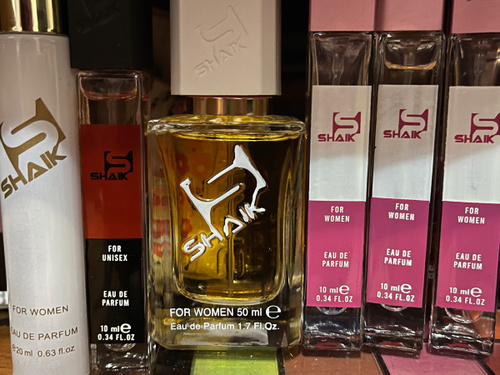 SHAIK
FOR WOMEN
EAU DE PARFUM
20 ml 0.63 fl.oz
SHAIK
FOR
UNISEX
EAU DE
PARFUM
10 ml e
0.34 FL.OZ
SHAIK
SHAIK
FOR WOMEN 50 ml e
Eau de Parfum 1.7 Fl.Oz.
SHAIK
FOR
WOMEN
EAU DE
PARFUM
10 ml e
0.34 FL.OZ
SHAIK
FOR
WOMEN
EAU DE
PARFUM
10 ml e
0.34 FL.OZ
SHAIK
FOR
WOMEN
EAU DE
PARFUM
10 ml e
0.34 FL.OZ